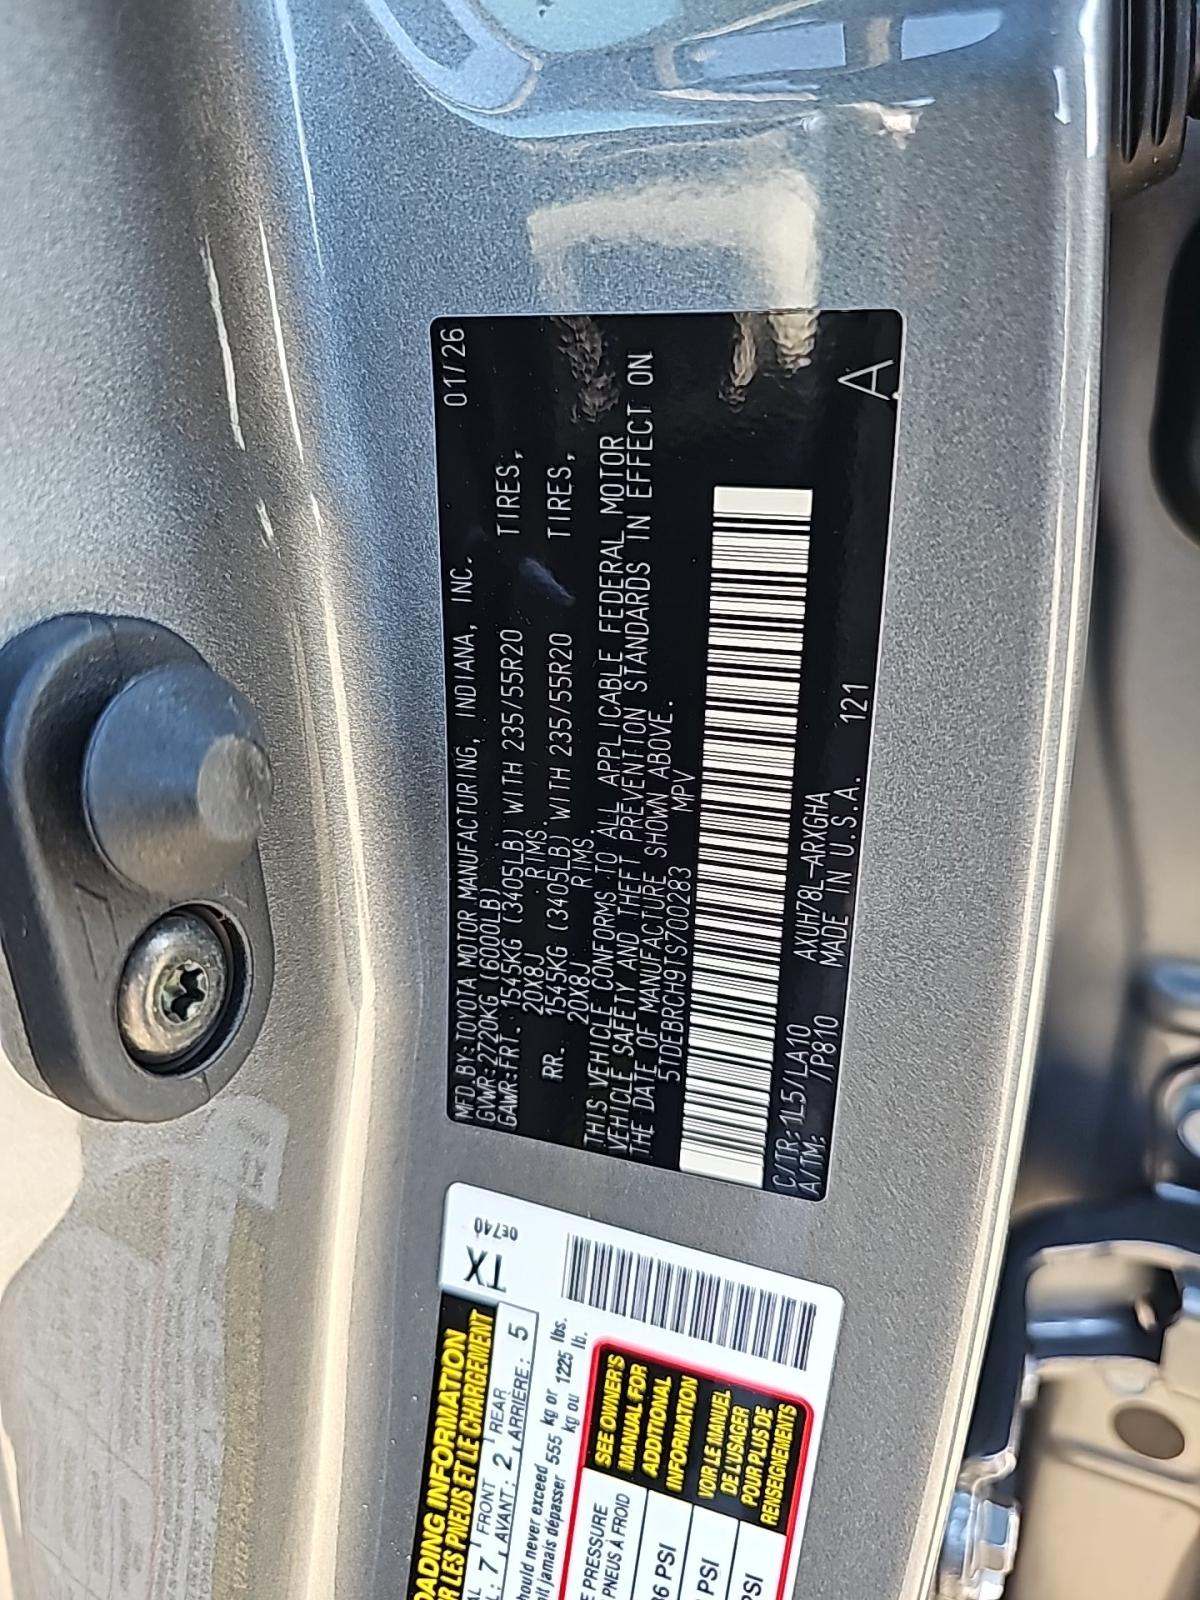 MFD. BY: TOYOTA MOTOR MANUFACTURING, INDIANA, INC. 01/26
GVWR: 2720KG (6000LB)
GAWR: FRT. 1545KG (3405LB) WITH 235/55R20 TIRES,
20X8J RIMS.
RR. 1545KG (3405LB) WITH 235/55R20 TIRES,
20X8J RIMS.
THIS VEHICLE CONFORMS TO ALL APPLICABLE FEDERAL MOTOR
VEHICLE SAFETY AND THEFT PREVENTION STANDARDS IN EFFECT ON
THE DATE OF MANUFACTURE SHOWN ABOVE.
5TDEBRCH9TS700283 MPV
C/TR: 1L5/LA10 AXUH78L-ARXGHA
A/TM: /P810 MADE IN U.S.A. 121
A
TX
0E740
OADING INFORMATION
R LES PNEUS ET LE CHARGEMENT
7 FRONT 2 REAR 5
AVANT: ARRIÈRE:
should never exceed 555 kg or 1225 lbs.
jamais dépasser kg ou lb.
PRESSURE
PNEUS À FROID
SEE OWNER'S
MANUAL FOR
ADDITIONAL
INFORMATION
VOIR LE MANUEL
DE L'USAGER
POUR PLUS DE
RENSEIGNEMENTS
PSI
PSI
PSI